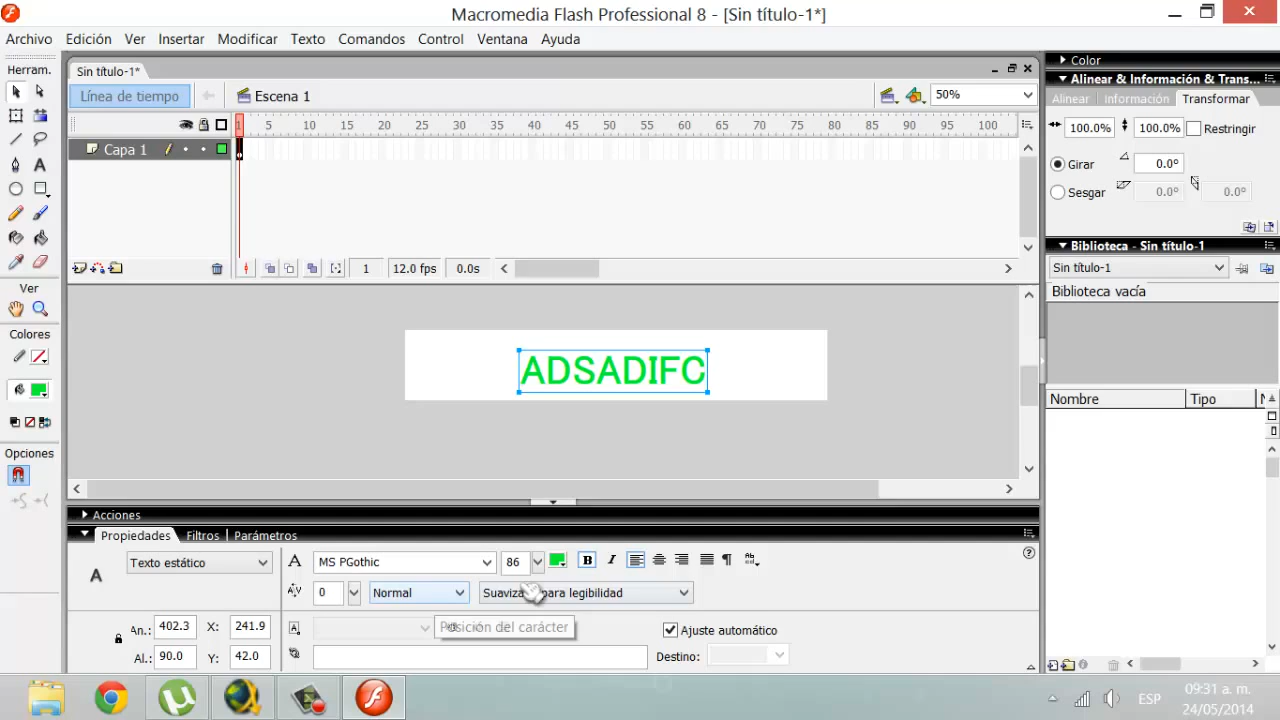 Macromedia Flash Professional 8 - [Sin título-1*]
Archivo Edición Ver Insertar Modificar Texto Comandos Control Ventana Ayuda
Herram.
Sin título-1*
Línea de tiempo
Escena 1
50%
1 5 10 15 20 25 30 35 40 45 50 55 60 65 70 75 80 85 90 95 100
Capa 1
1 12.0 fps 0.0s
Ver
Colores
Opciones
ADSADIFC
Color
Alinear & Información & Trans...
Alinear Información Transformar
100.0% 100.0% Restringir
Girar 0.0º
Sesgar 0.0º 0.0º
Biblioteca - Sin título-1
Sin título-1
Biblioteca vacía
Nombre Tipo
Acciones
Propiedades Filtros Parámetros
A Texto estático A MS PGothic 86 B I
0 Normal Suaviza para legibilidad
Posición del carácter
An.: 402.3 X: 241.9
Al.: 90.0 Y: 42.0
Ajuste automático
Destino:
ESP
09:31 a. m.
24/05/2014